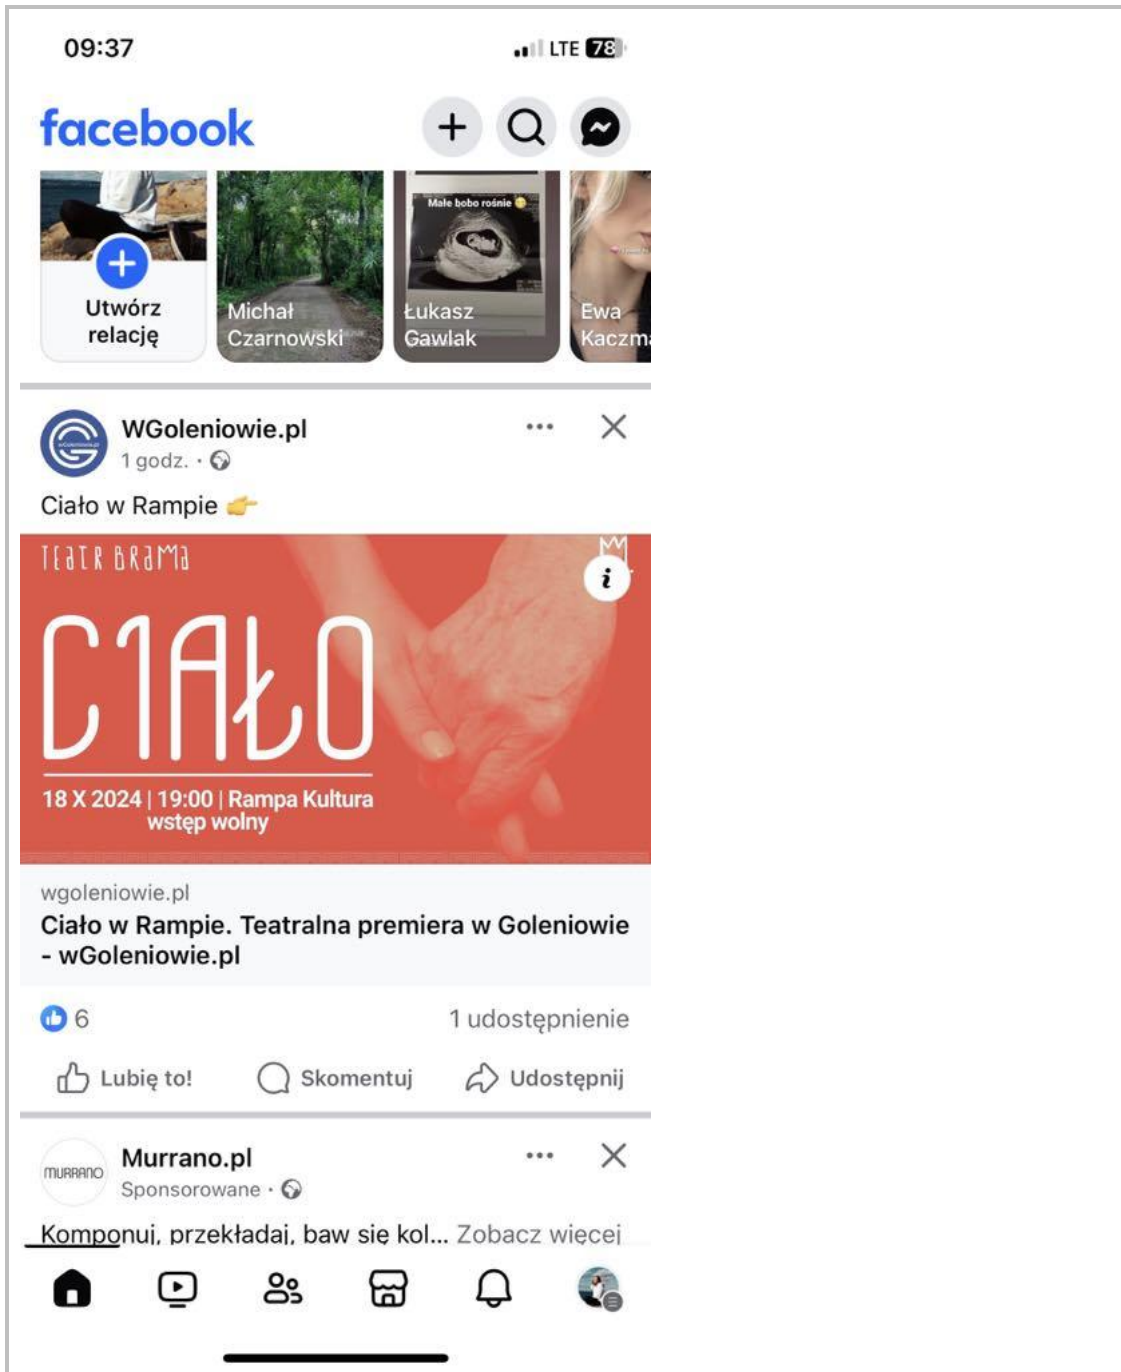 09:37
LTE 78
facebook
Małe bobo rośnie
Utwórz
relację
Michał
Czarnowski
Łukasz
Gawlak
Ewa
WGoleniowie.pl
1 godz.
Ciało w Rampie 👉
TEATR BRAMA
C1AŁO
18 X 2024 | 19:00 | Rampa Kultura
wstęp wolny
wgoleniowie.pl
Ciało w Rampie. Teatralna premiera w Goleniowie
- wGoleniowie.pl
6
1 udostępnienie
Lubię to!
Skomentuj
Udostępnij
MURRANO
Murrano.pl
Sponsorowane
Komponuj, przekładaj, baw się kol... Zobacz więcej